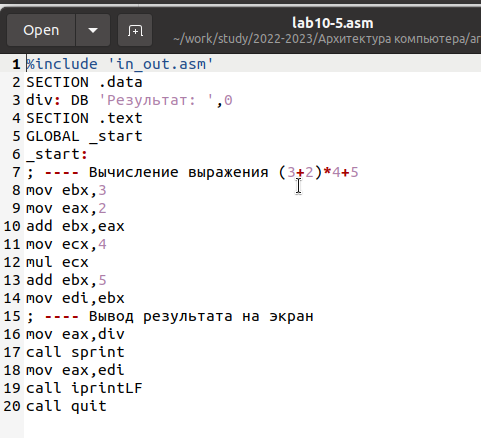 Open
lab10-5.asm
~/work/study/2022-2023/Архитектура компьютера/ar
1 %include 'in_out.asm'
2 SECTION .data
3 div: DB 'Результат: ',0
4 SECTION .text
5 GLOBAL _start
6 _start:
7 ; ---- Вычисление выражения (3+2)*4+5
8 mov ebx,3
9 mov eax,2
10 add ebx,eax
11 mov ecx,4
12 mul ecx
13 add ebx,5
14 mov edi,ebx
15 ; ---- Вывод результата на экран
16 mov eax,div
17 call sprint
18 mov eax,edi
19 call iprintLF
20 call quit